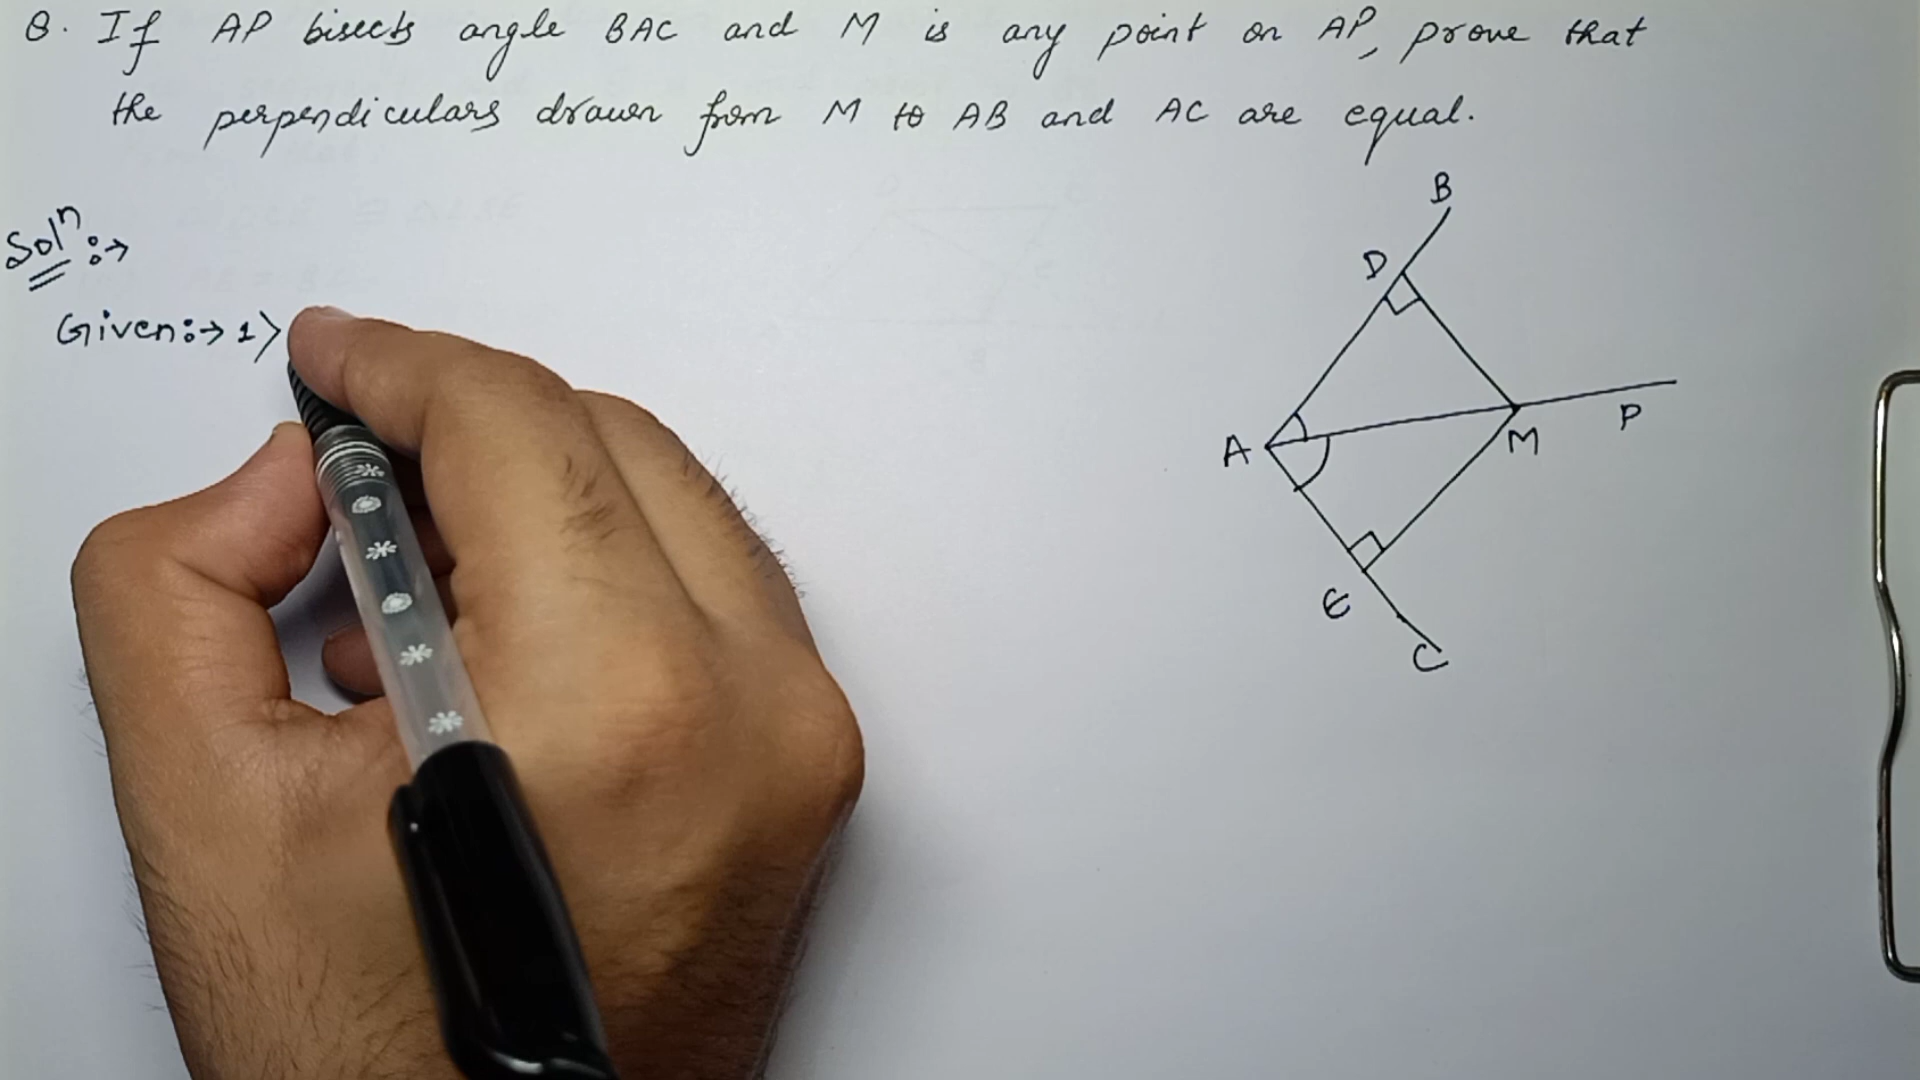 Q. If AP bisects angle BAC and M is any point on AP, prove that
the perpendiculars drawn from M to AB and AC are equal.
Solⁿ:→
Given:→ 1)
B
D
A
M
P
E
C